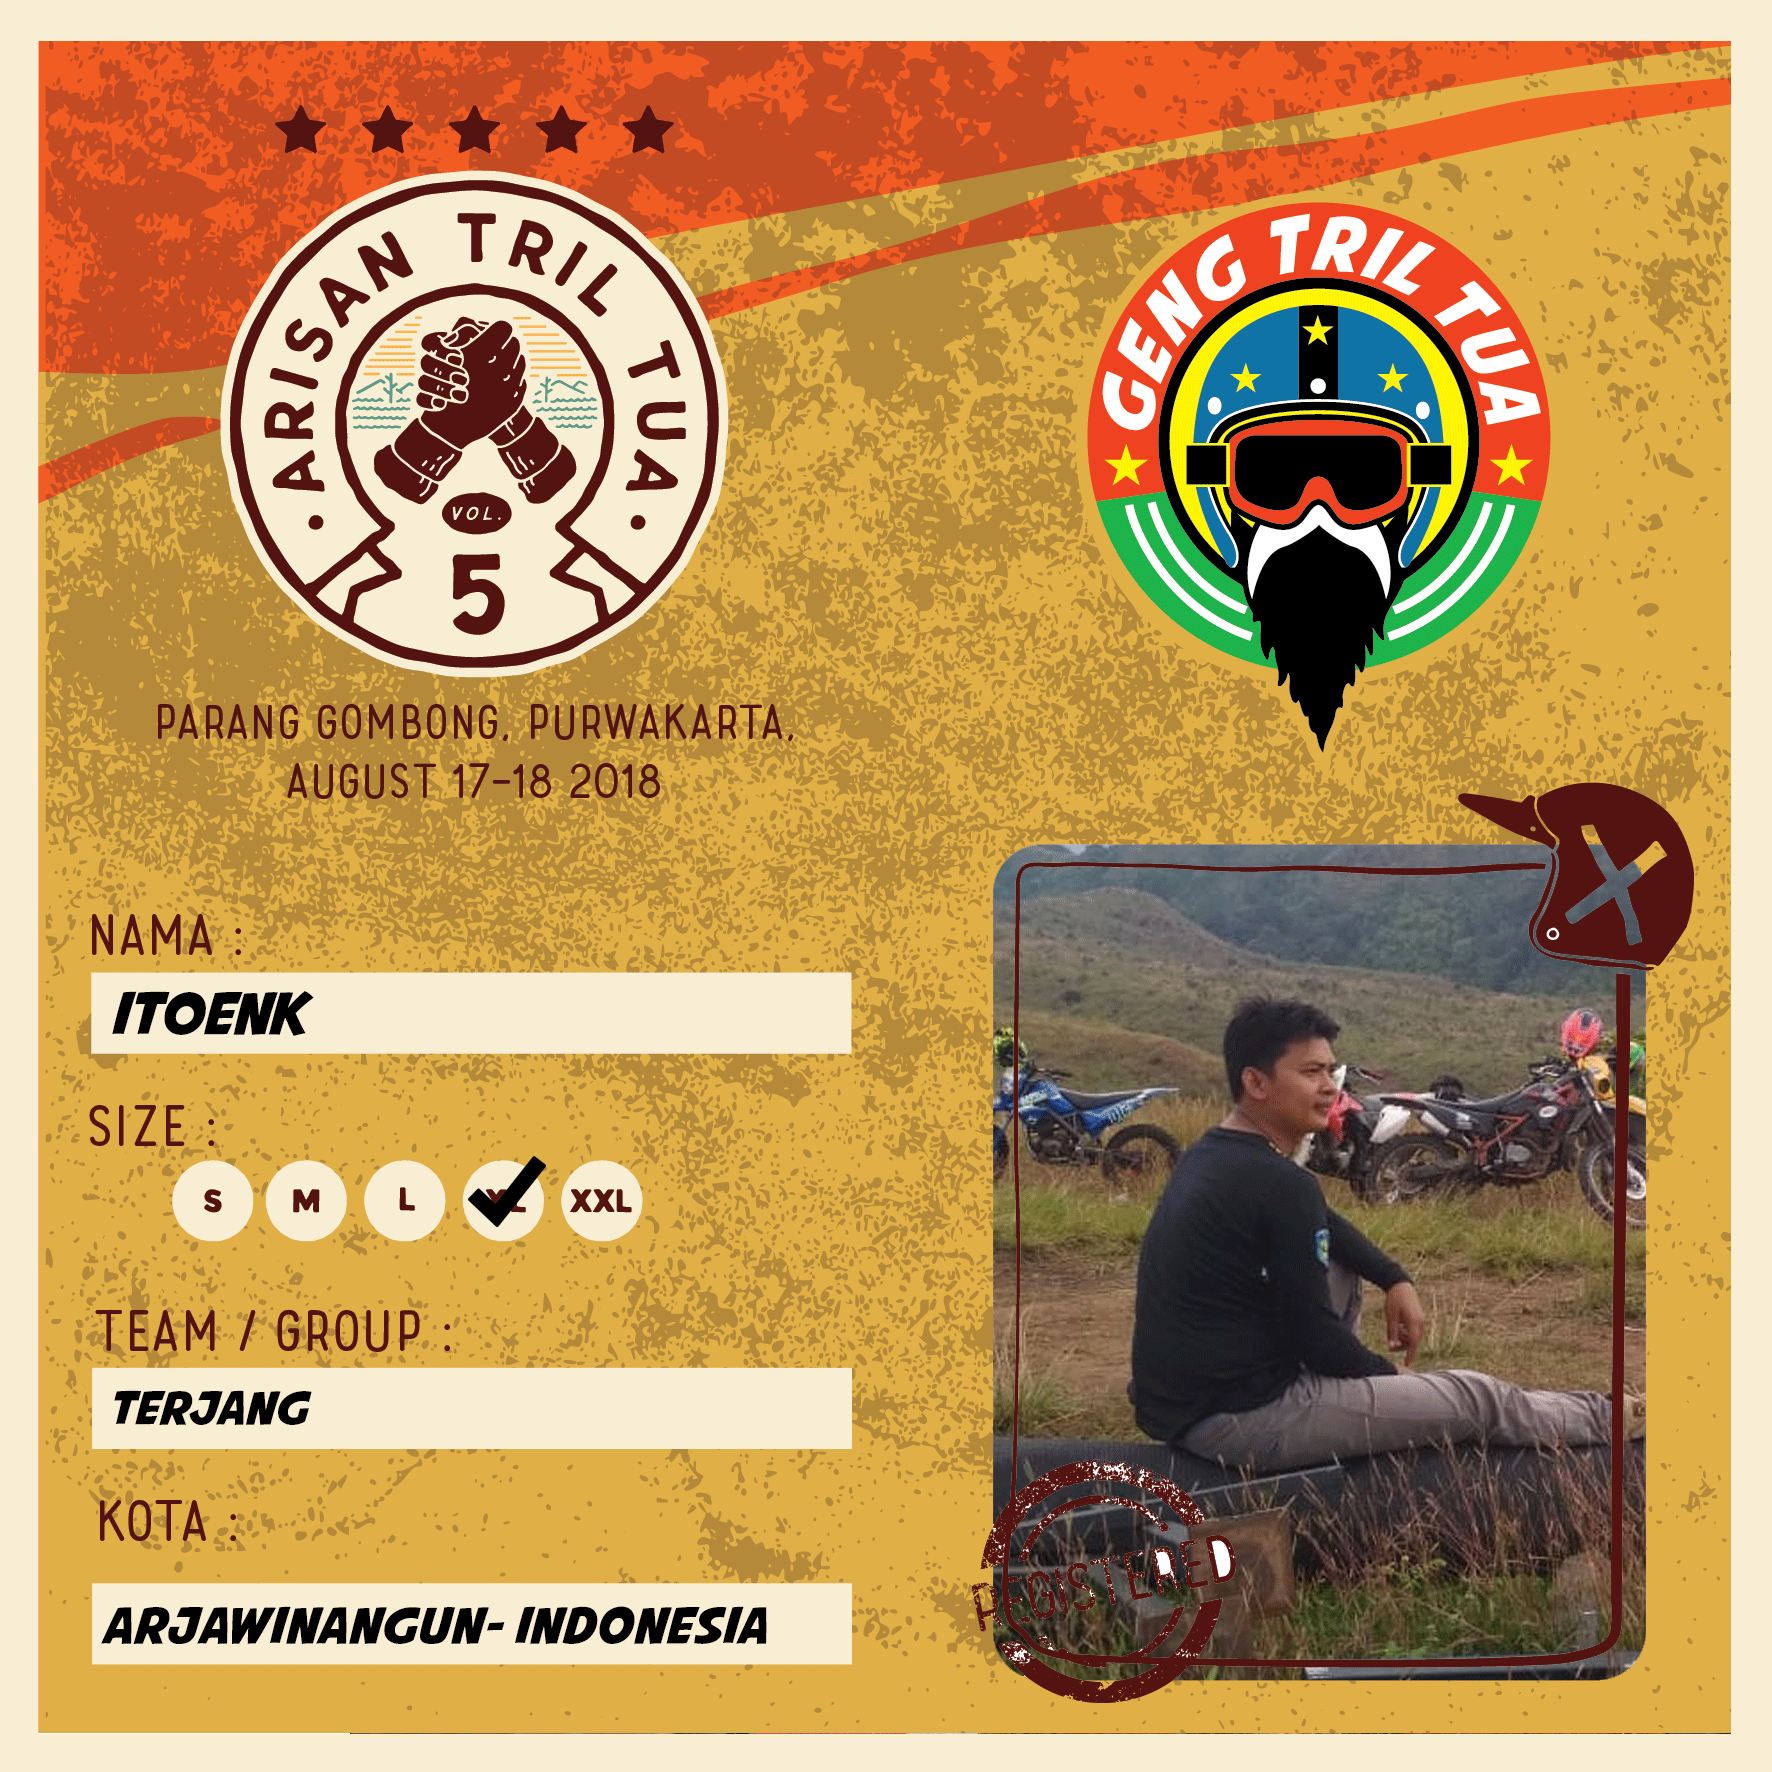 ARISAN TRIL TUA
VOL.
5
PARANG GOMBONG, PURWAKARTA,
AUGUST 17-18 2018
GENG TRIL TUA
NAMA :
ITOENK
SIZE :
S M L XL XXL
TEAM / GROUP :
TERJANG
KOTA :
ARJAWINANGUN- INDONESIA
REGISTERED